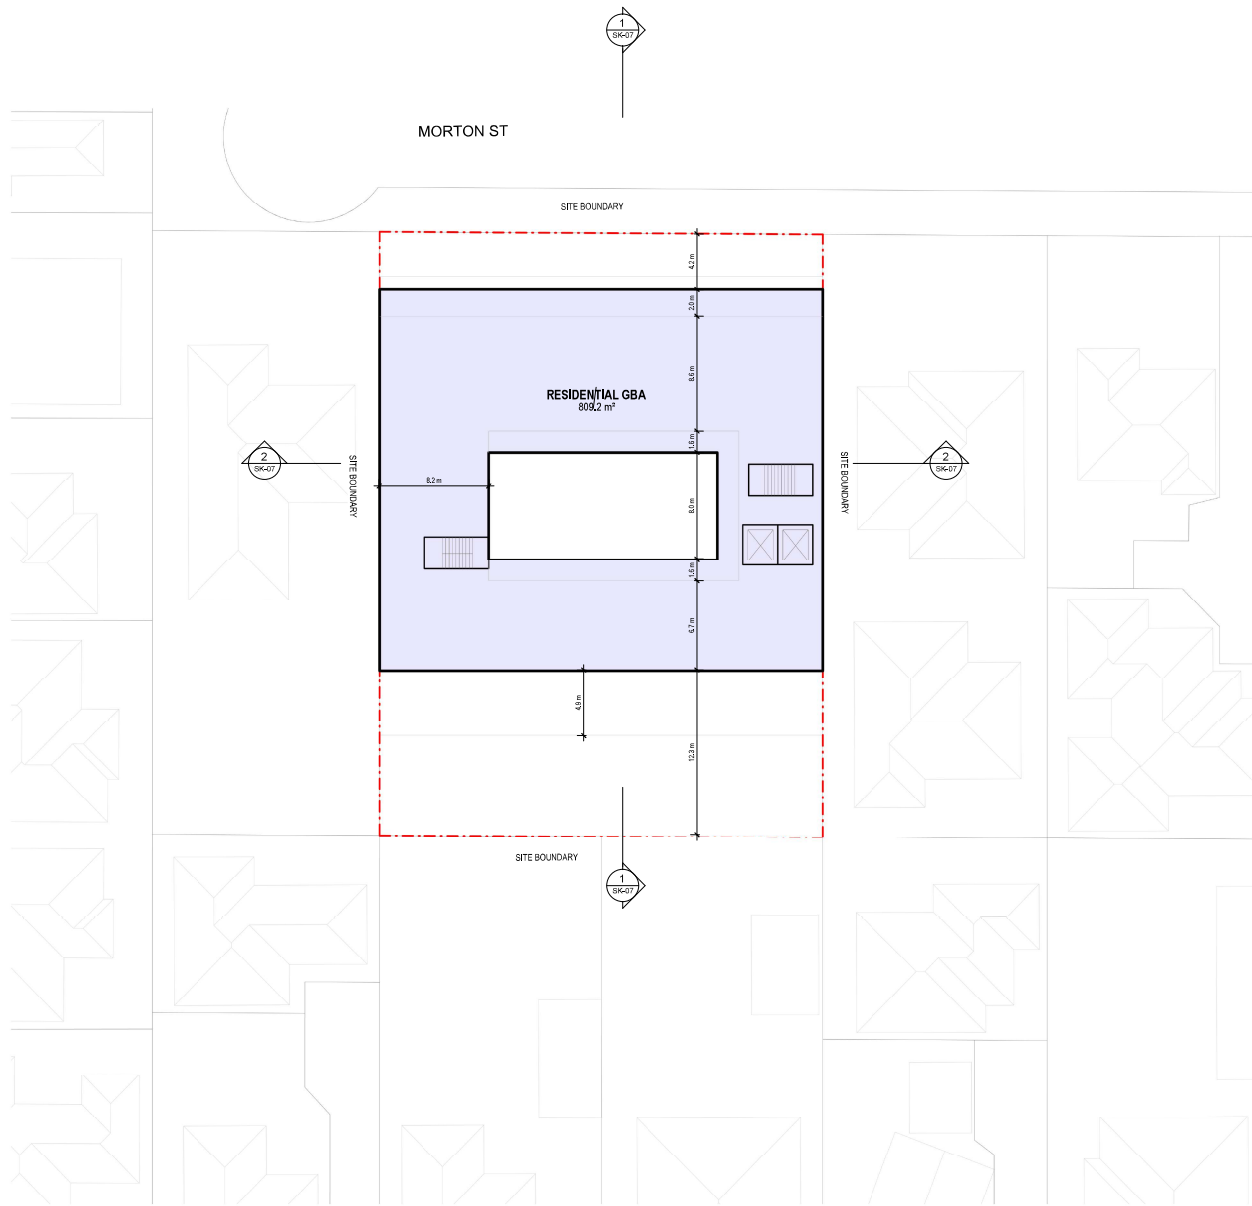 1
SK-07
MORTON ST
SITE BOUNDARY
4.2 m
2.0 m
8.6 m
RESIDENTIAL GBA
809.2 m²
1.6 m
2
SK-07
SITE BOUNDARY
8.2 m
8.0 m
SITE BOUNDARY
2
SK-07
1.6 m
6.7 m
4.9 m
12.3 m
SITE BOUNDARY
1
SK-07